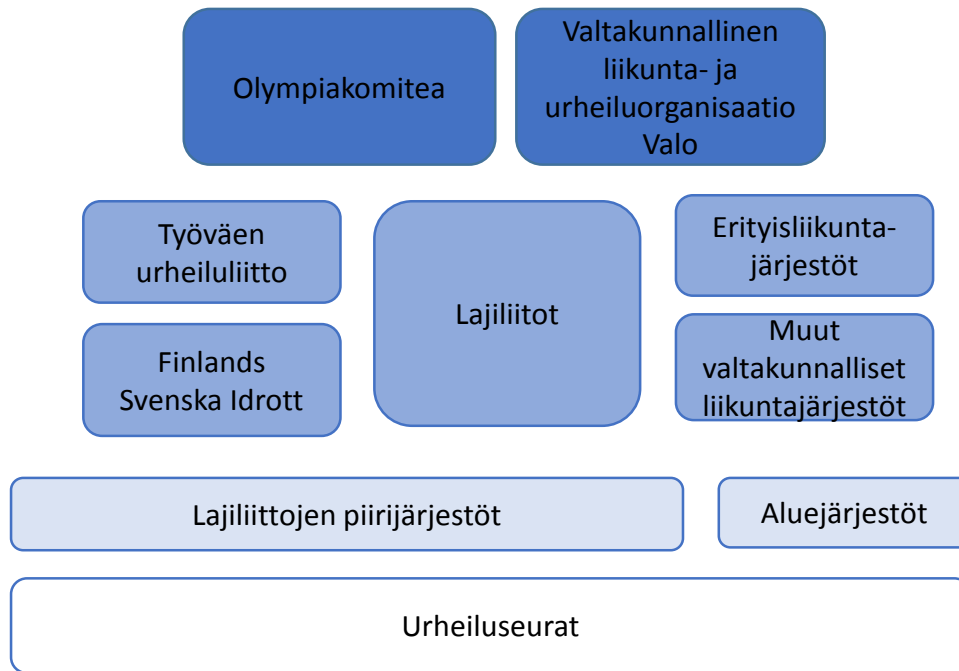 Olympiakomitea
Valtakunnallinen
liikunta- ja
urheiluorganisaatio
Valo
Työväen
urheiluliitto
Lajiliitot
Erityisliikunta-
järjestöt
Finlands
Svenska Idrott
Muut
valtakunnalliset
liikuntajärjestöt
Lajiliittojen piirijärjestöt
Aluejärjestöt
Urheiluseurat